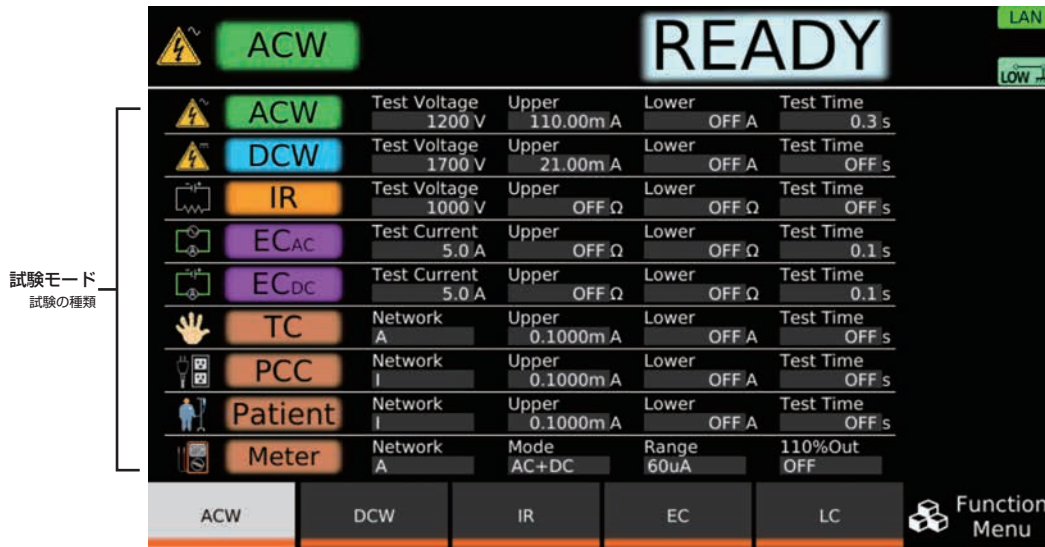 ACW READY LAN
LOW
試験モード
試験の種類
ACW Test Voltage 1200 V Upper 110.00m A Lower OFF A Test Time 0.3 s
DCW Test Voltage 1700 V Upper 21.00m A Lower OFF A Test Time OFF s
IR Test Voltage 1000 V Upper OFF Ω Lower OFF Ω Test Time OFF s
ECAC Test Current 5.0 A Upper OFF Ω Lower OFF Ω Test Time 0.1 s
ECDC Test Current 5.0 A Upper OFF Ω Lower OFF Ω Test Time 0.1 s
TC Network A Upper 0.1000m A Lower OFF A Test Time OFF s
PCC Network I Upper 0.1000m A Lower OFF A Test Time OFF s
Patient Network I Upper 0.1000m A Lower OFF A Test Time OFF s
Meter Network A Mode AC+DC Range 60uA 110%Out OFF
ACW DCW IR EC LC Function Menu